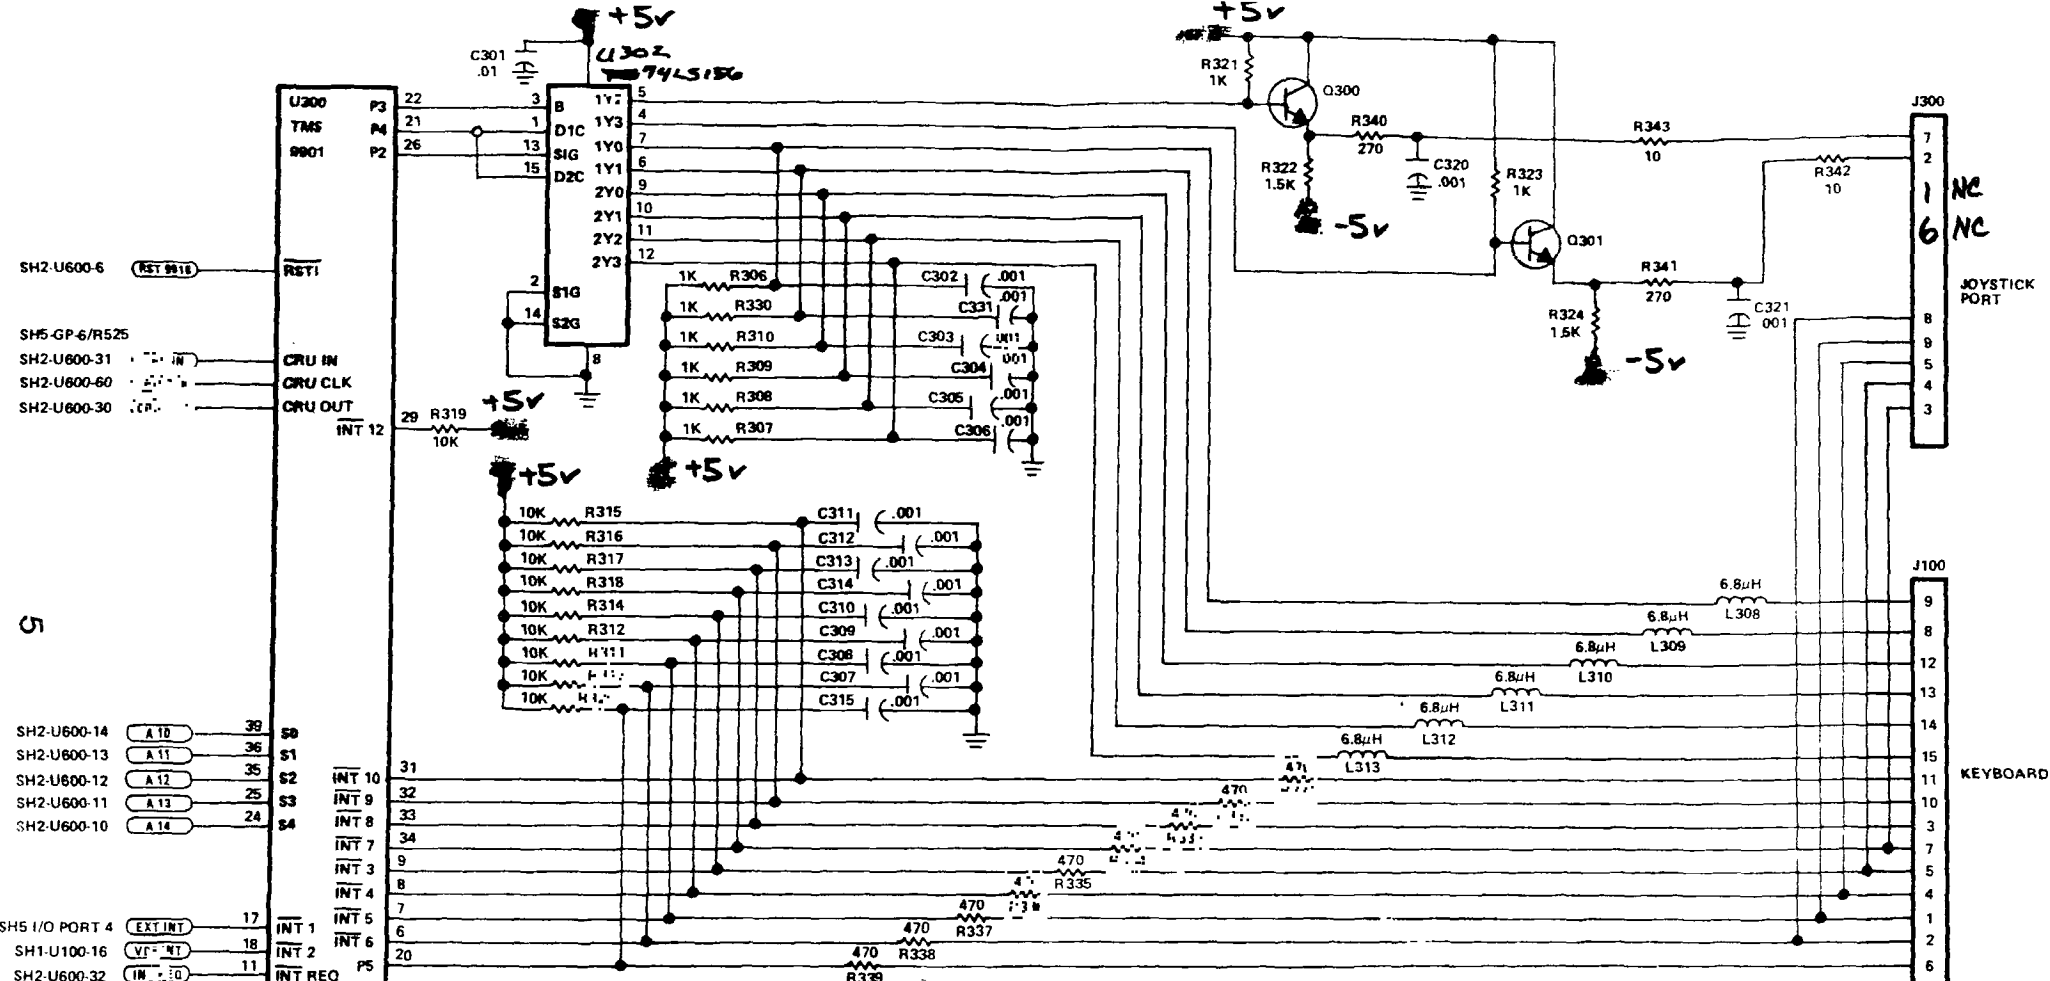 +5v
+5v
C301
.01
U302
74LS156
R321
1K
Q300
J300
U300
TMS
9901
P3
22
P4
21
P2
26
3
B
1
D1C
13
SIG
15
D2C
2
S1G
14
S2G
8
1Y2
5
1Y3
4
1Y0
7
1Y1
6
2Y0
9
2Y1
10
2Y2
11
2Y3
12
R340
270
C320
.001
R343
10
7
2
R342
10
R322
1.5K
-5v
R323
1K
Q301
1 NC
6 NC
R341
270
C321
001
R324
1.5K
-5v
JOYSTICK
PORT
8
9
5
4
3
SH2-U600-6
RST 9918
RST1
SH5-GP-6/R525
SH2-U600-31
IN
CRU IN
SH2-U600-60
CRU CLK
SH2-U600-30
CRU OUT
INT 12
29
R319
10K
+5v
1K R306 C302 .001
1K R330 C331 .001
1K R310 C303
1K R309 C304 001
1K R308 C305 .001
1K R307 C306 .001
+5v
+5v
10K R315 C311 .001
10K R316 C312 .001
10K R317 C313 .001
10K R318 C314 .001
10K R314 C310 .001
10K R312 C309 .001
10K C308 .001
10K C307 .001
10K C315 .001
5
J100
6.8µH
L308
9
6.8µH
L309
8
6.8µH
L310
12
6.8µH
L311
13
6.8µH
L312
14
6.8µH
L313
15
KEYBOARD
SH2-U600-14 A 10 39 S0
SH2-U600-13 A 11 36 S1
SH2-U600-12 A 12 35 S2
SH2-U600-11 A 13 25 S3
SH2-U600-10 A 14 24 S4
INT 10 31 11
INT 9 32 470 10
INT 8 33 3
INT 7 34 7
INT 3 9 470 R335 5
INT 4 8 4
INT 5 7 470 R337 1
INT 6 6 470 R338 2
P5 20 470 R339 6
SH5 I/O PORT 4 EXT INT 17 INT 1
SH1-U100-16 18 INT 2
SH2-U600-32 11 INT REQ